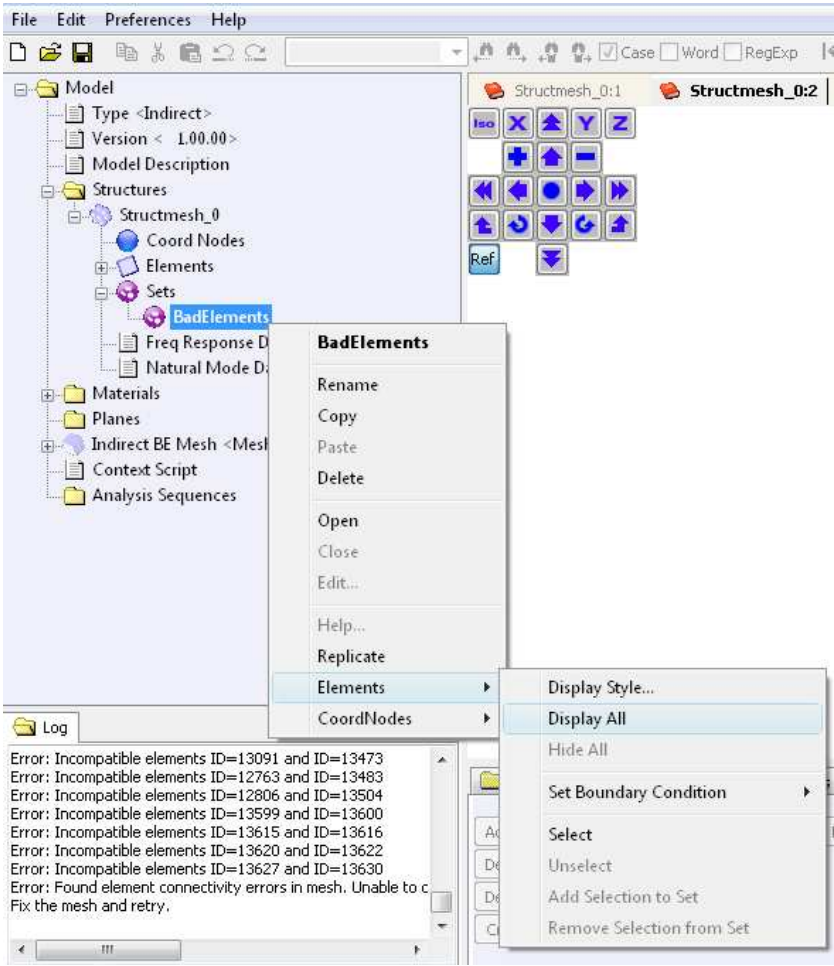 File Edit Preferences Help
Case Word RegExp
Model
Type <Indirect>
Version < 1.00.00>
Model Description
Structures
Structmesh_0
Coord Nodes
Elements
Sets
BadElements
Freq Response D
Natural Mode Da
Materials
Planes
Indirect BE Mesh <Mesh
Context Script
Analysis Sequences
Structmesh_0:1 Structmesh_0:2
Iso X Y Z
Ref
BadElements
Rename
Copy
Paste
Delete
Open
Close
Edit...
Help...
Replicate
Elements
CoordNodes
Display Style...
Display All
Hide All
Set Boundary Condition
Select
Unselect
Add Selection to Set
Remove Selection from Set
Log
Error: Incompatible elements ID=13091 and ID=13473
Error: Incompatible elements ID=12763 and ID=13483
Error: Incompatible elements ID=12806 and ID=13504
Error: Incompatible elements ID=13599 and ID=13600
Error: Incompatible elements ID=13615 and ID=13616
Error: Incompatible elements ID=13620 and ID=13622
Error: Incompatible elements ID=13627 and ID=13630
Error: Found element connectivity errors in mesh. Unable to c
Fix the mesh and retry.